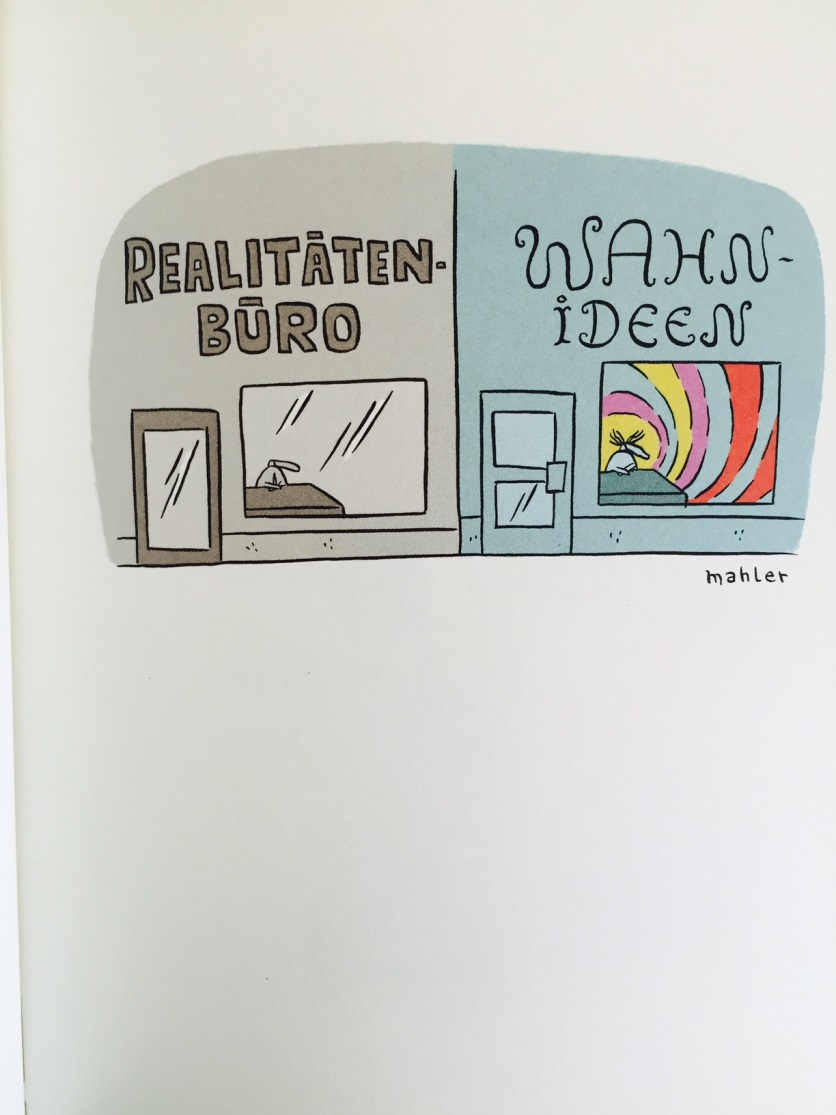 REALITÄTEN-
BÜRO
WAHN-
iDEEN
mahler